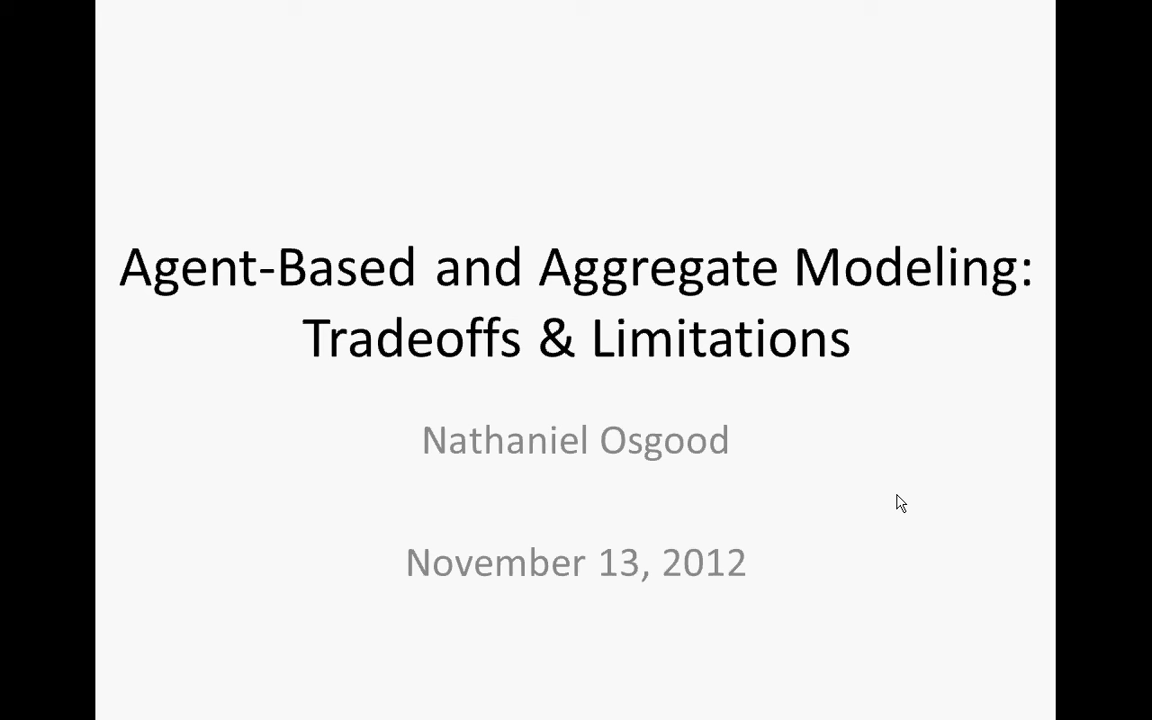 Agent-Based and Aggregate Modeling:
Tradeoffs & Limitations
Nathaniel Osgood
November 13, 2012